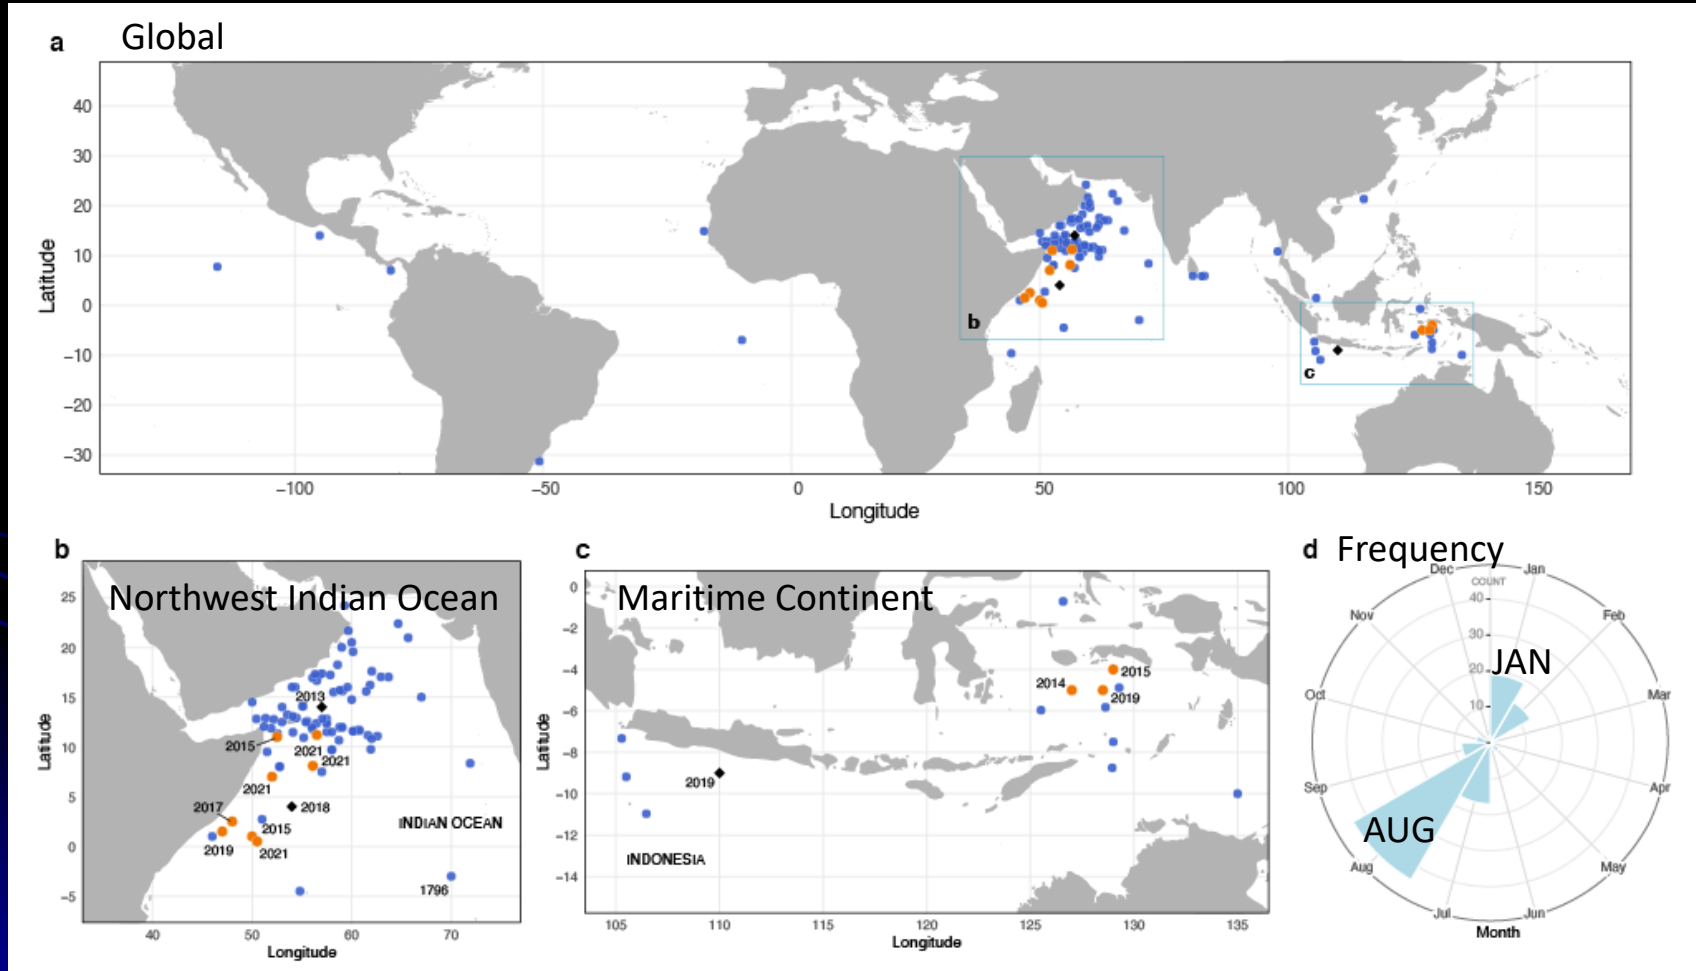 a Global
40
30
20
10
0
−10
−20
−30
Latitude
b
c
−100 −50 0 50 100 150
Longitude
b
Northwest Indian Ocean
25
20
15
10
5
0
−5
Latitude
2013
2015
2021
2021
2021
2018
2017
2015
2019
2021
INDIAN OCEAN
1796
40 50 60 70
Longitude
c
Maritime Continent
0
−2
−4
−6
−8
−10
−12
−14
Latitude
2015
2014
2019
2019
INDONESIA
105 110 115 120 125 130 135
Longitude
d Frequency
Dec Jan
COUNT
40
30
20
10
Nov Feb
JAN
Oct Mar
Sep Apr
AUG
Aug May
Jul Jun
Month